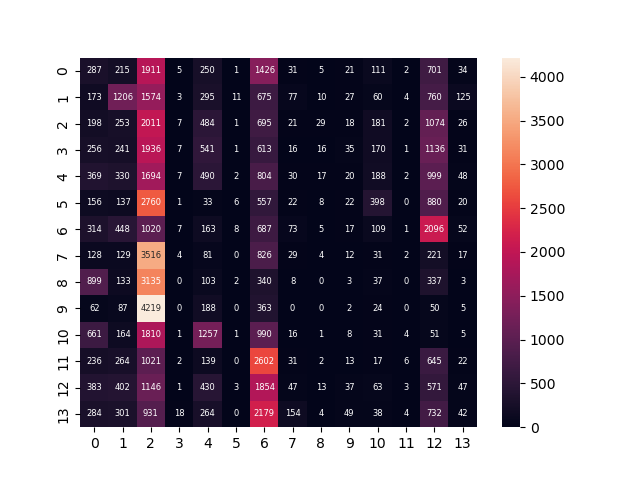 0 287 215 1911 5 250 1 1426 31 5 21 111 2 701 34
1 173 1206 1574 3 295 11 675 77 10 27 60 4 760 125
2 198 253 2011 7 484 1 695 21 29 18 181 2 1074 26
3 256 241 1936 7 541 1 613 16 16 35 170 1 1136 31
4 369 330 1694 7 490 2 804 30 17 20 188 2 999 48
5 156 137 2760 1 33 6 557 22 8 22 398 0 880 20
6 314 448 1020 7 163 8 687 73 5 17 109 1 2096 52
7 128 129 3516 4 81 0 826 29 4 12 31 2 221 17
8 899 133 3135 0 103 2 340 8 0 3 37 0 337 3
9 62 87 4219 0 188 0 363 0 0 2 24 0 50 5
10 661 164 1810 1 1257 1 990 16 1 8 31 4 51 5
11 236 264 1021 2 139 0 2602 31 2 13 17 6 645 22
12 383 402 1146 1 430 3 1854 47 13 37 63 3 571 47
13 284 301 931 18 264 0 2179 154 4 49 38 4 732 42
0 1 2 3 4 5 6 7 8 9 10 11 12 13
4000
3500
3000
2500
2000
1500
1000
500
0